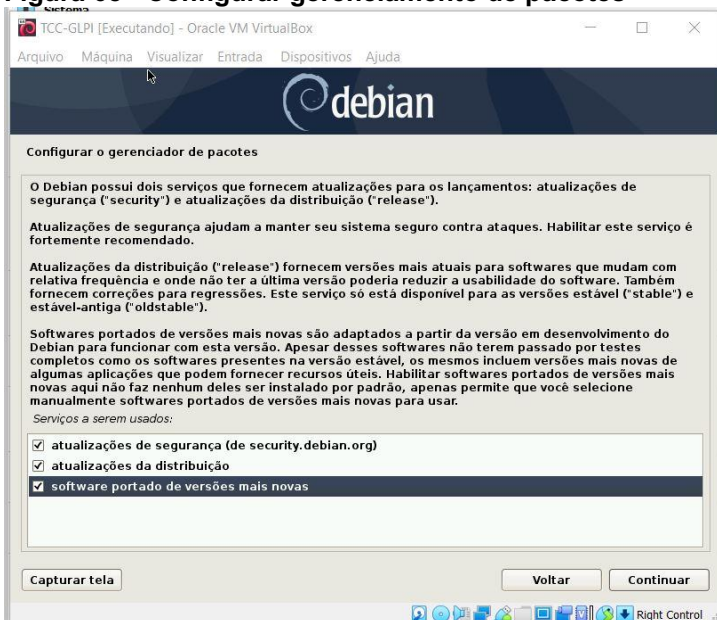 Sistema
TCC-GLPI [Executando] - Oracle VM VirtualBox
Arquivo Máquina Visualizar Entrada Dispositivos Ajuda
debian
Configurar o gerenciador de pacotes
O Debian possui dois serviços que fornecem atualizações para os lançamentos: atualizações de
segurança ("security") e atualizações da distribuição ("release").
Atualizações de segurança ajudam a manter seu sistema seguro contra ataques. Habilitar este serviço é
fortemente recomendado.
Atualizações da distribuição ("release") fornecem versões mais atuais para softwares que mudam com
relativa frequência e onde não ter a última versão poderia reduzir a usabilidade do software. Também
fornecem correções para regressões. Este serviço só está disponível para as versões estável ("stable") e
estável-antiga ("oldstable").
Softwares portados de versões mais novas são adaptados a partir da versão em desenvolvimento do
Debian para funcionar com esta versão. Apesar desses softwares não terem passado por testes
completos como os softwares presentes na versão estável, os mesmos incluem versões mais novas de
algumas aplicações que podem fornecer recursos úteis. Habilitar softwares portados de versões mais
novas aqui não faz nenhum deles ser instalado por padrão, apenas permite que você selecione
manualmente softwares portados de versões mais novas para usar.
Serviços a serem usados:
atualizações de segurança (de security.debian.org)
atualizações da distribuição
software portado de versões mais novas
Capturar tela Voltar Continuar
Right Control